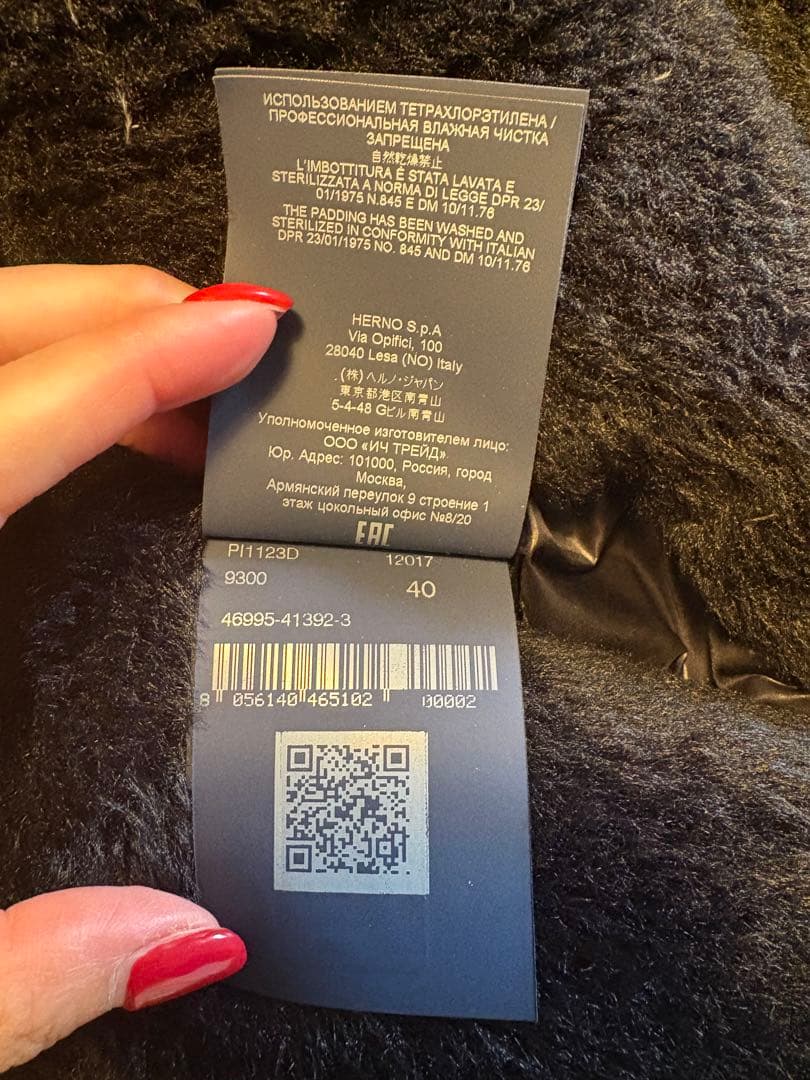 ИСПОЛЬЗОВАНИЕМ ТЕТРАХЛОРЭТИЛЕНА /
ПРОФЕССИОНАЛЬНАЯ ВЛАЖНАЯ ЧИСТКА
ЗАПРЕЩЕНА
自然乾燥禁止
L'IMBOTTITURA É STATA LAVATA E
STERILIZZATA A NORMA DI LEGGE DPR 23/
01/1975 N.845 E DM 10/11.76
THE PADDING HAS BEEN WASHED AND
STERILIZED IN CONFORMITY WITH ITALIAN
DPR 23/01/1975 NO. 845 AND DM 10/11.76
HERNO S.p.A
Via Opifici, 100
28040 Lesa (NO) Italy
(株)ヘルノ・ジャパン
東京都港区南青山
5-4-48 Gビル南青山
Уполномоченное изготовителем лицо:
ООО «ИЧ ТРЕЙД»
Юр. Адрес: 101000, Россия, город
Москва,
Армянский переулок 9 строение 1
этаж цокольный офис №8/20
EAC
PI1123D 12017
9300 40
46995-41392-3
8 056140 465102 00002